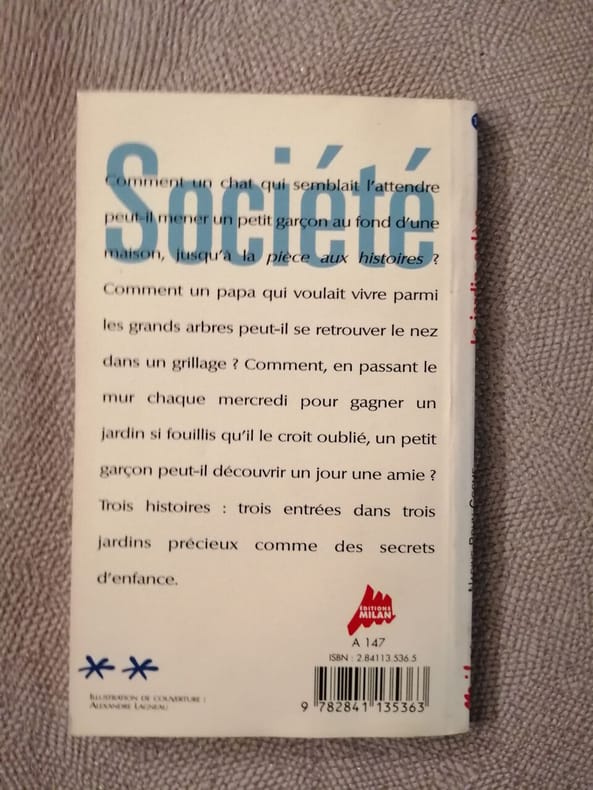 Société
Comment un chat qui semblait l'attendre
peut-il mener un petit garçon au fond d'une
maison, jusqu'à la pièce aux histoires ?
Comment un papa qui voulait vivre parmi
les grands arbres peut-il se retrouver le nez
dans un grillage ? Comment, en passant le
mur chaque mercredi pour gagner un
jardin si fouillis qu'il le croit oublié, un petit
garçon peut-il découvrir un jour une amie ?
Trois histoires : trois entrées dans trois
jardins précieux comme des secrets
d'enfance.
ÉDITIONS
MILAN
A 147
ISBN : 2.84113.536.5
9 782841 135363
ILLUSTRATION DE COUVERTURE :
ALEXANDRE LAGNEAU